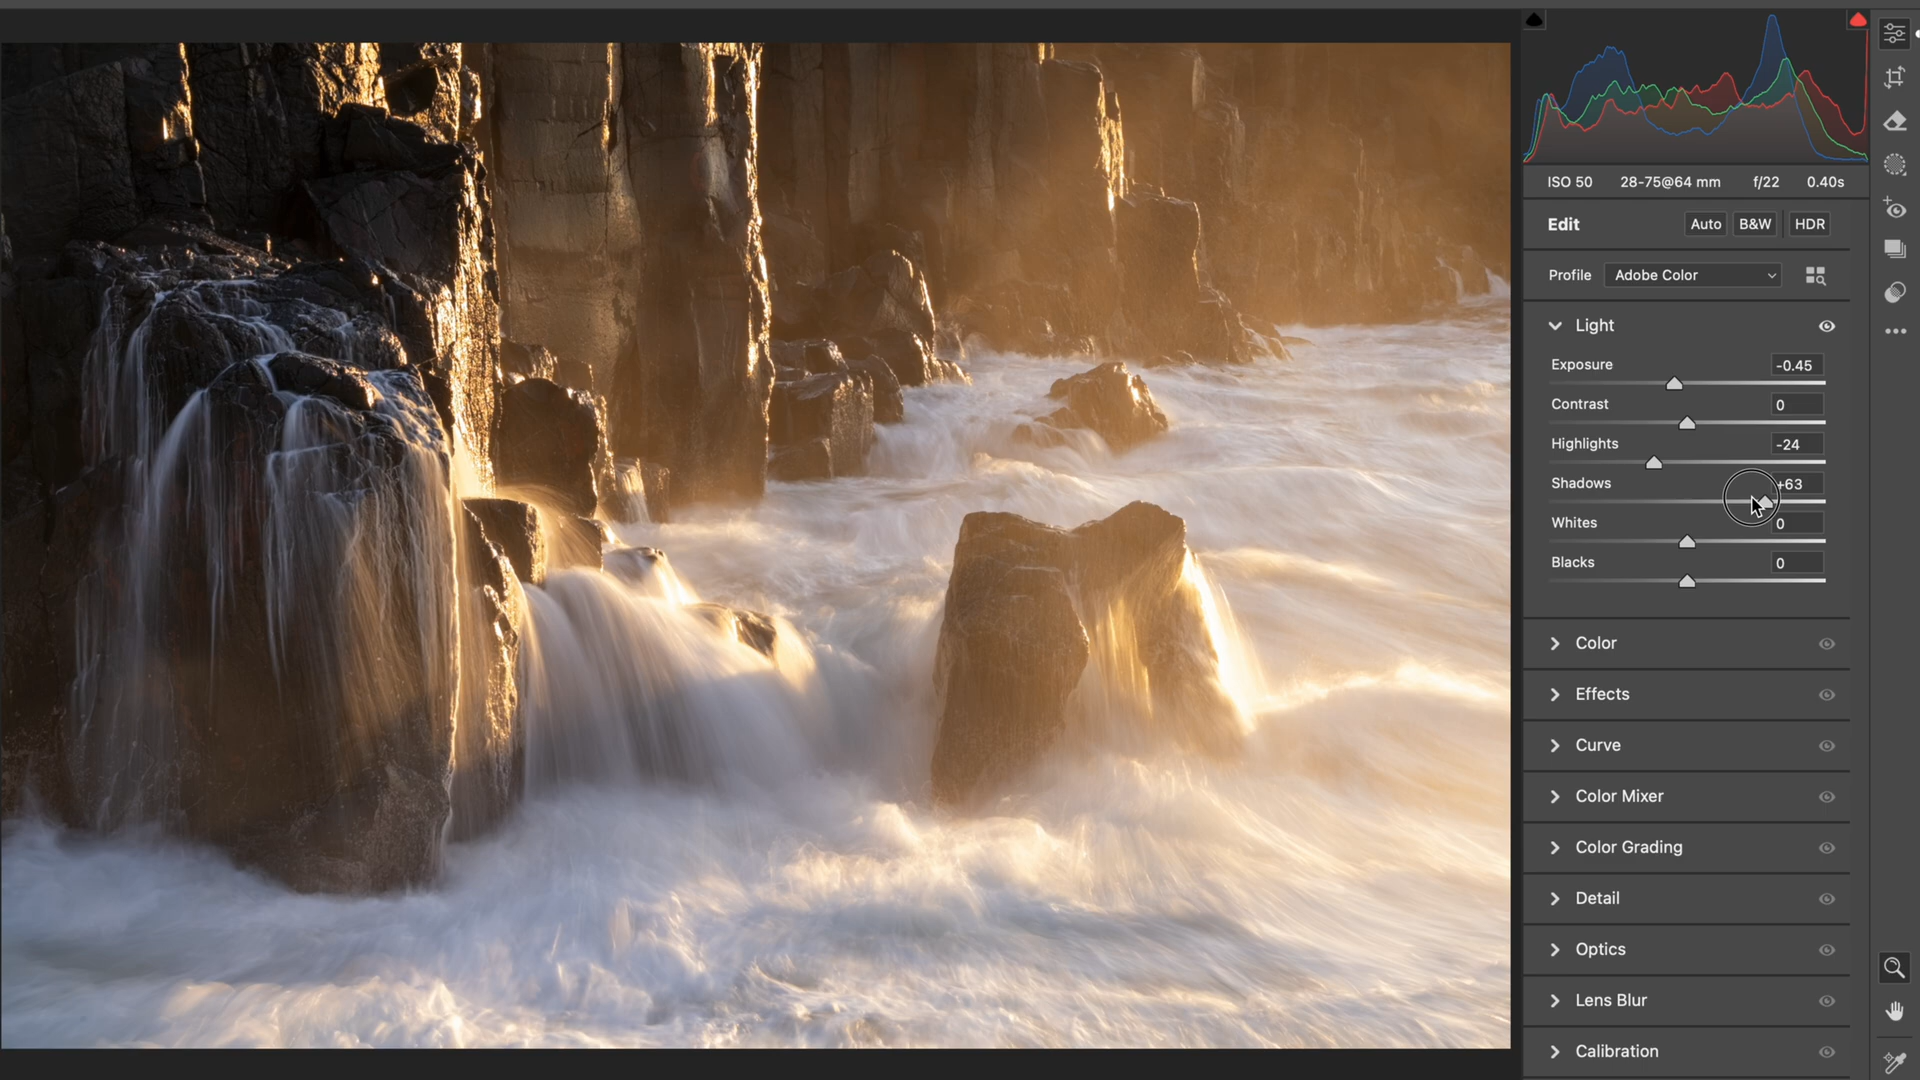 ISO 50 28-75@64 mm f/22 0.40s
Edit Auto B&W HDR
Profile Adobe Color
Light
Exposure -0.45
Contrast 0
Highlights -24
Shadows +63
Whites 0
Blacks 0
Color
Effects
Curve
Color Mixer
Color Grading
Detail
Optics
Lens Blur
Calibration